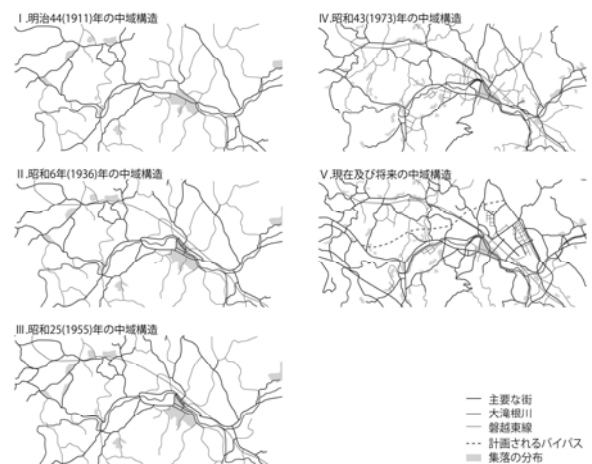 Ⅰ.明治44(1911)年の中域構造
Ⅱ.昭和6年(1936)年の中域構造
Ⅲ.昭和25(1955)年の中域構造
Ⅳ.昭和43(1973)年の中域構造
Ⅴ.現在及び将来の中域構造
主要な街
大滝根川
磐越東線
計画されるバイパス
集落の分布